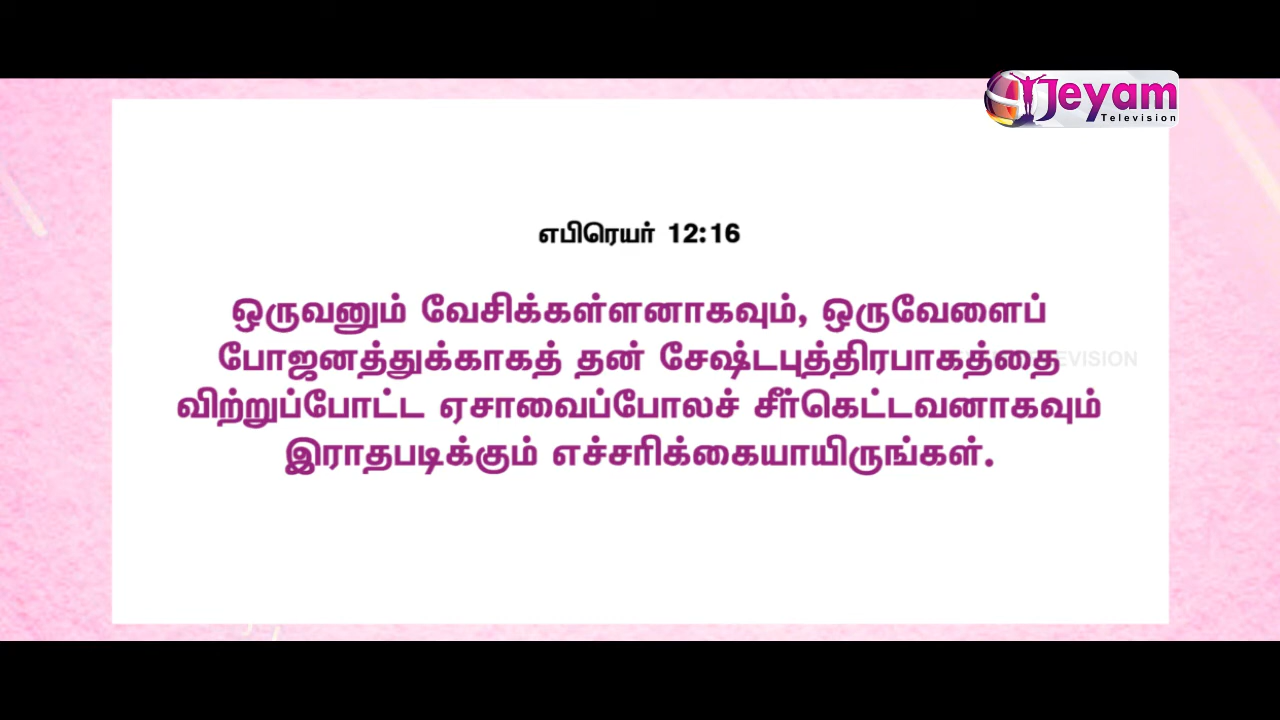 Jeyam
Television
எபிரெயர் 12:16
ஒருவனும் வேசிக்கள்ளனாகவும், ஒருவேளைப்
போஜனத்துக்காகத் தன் சேஷ்டபுத்திரபாகத்தை
விற்றுப்போட்ட ஏசாவைப்போலச் சீர்கெட்டவனாகவும்
இராதபடிக்கும் எச்சரிக்கையாயிருங்கள்.